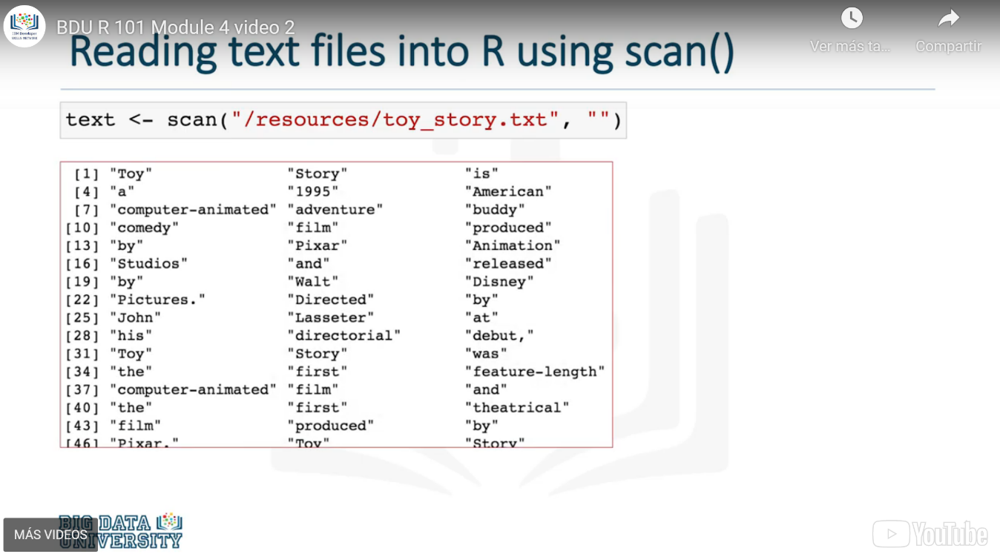 BDU R 101 Module 4 video 2
Ver más ta...
Compartir
IBM Developer
SKILLS NETWORK
Reading text files into R using scan()
text <- scan("/resources/toy_story.txt", "")
[1] "Toy" "Story" "is"
[4] "a" "1995" "American"
[7] "computer-animated" "adventure" "buddy"
[10] "comedy" "film" "produced"
[13] "by" "Pixar" "Animation"
[16] "Studios" "and" "released"
[19] "by" "Walt" "Disney"
[22] "Pictures." "Directed" "by"
[25] "John" "Lasseter" "at"
[28] "his" "directorial" "debut,"
[31] "Toy" "Story" "was"
[34] "the" "first" "feature-length"
[37] "computer-animated" "film" "and"
[40] "the" "first" "theatrical"
[43] "film" "produced" "by"
[46] "Pixar." "Toy" "Story"
BIG DATA
UNIVERSITY
MÁS VIDEOS
YouTube